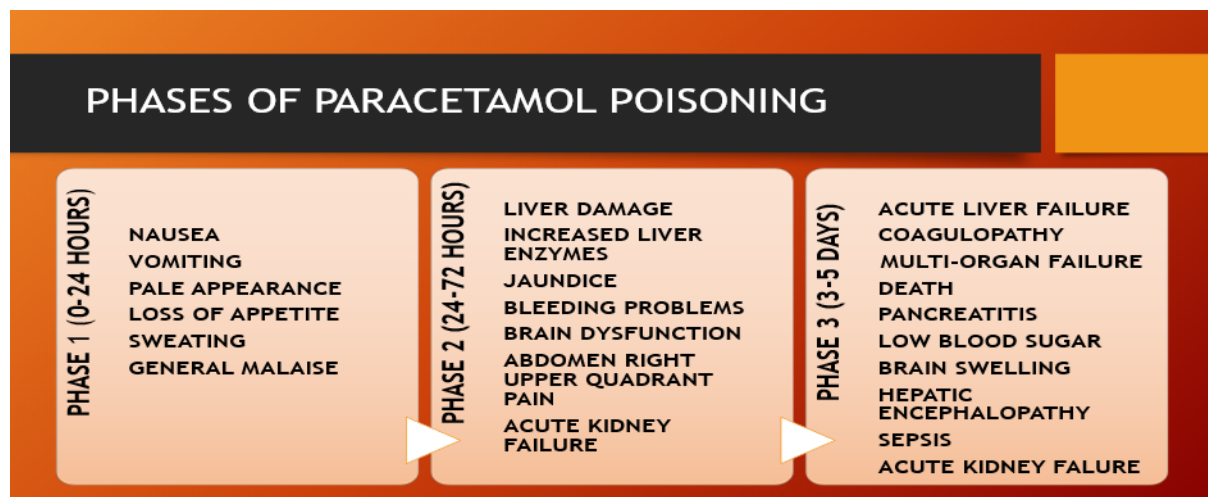 PHASES OF PARACETAMOL POISONING
PHASE 1 (0-24 HOURS)
NAUSEA
VOMITING
PALE APPEARANCE
LOSS OF APPETITE
SWEATING
GENERAL MALAISE
PHASE 2 (24-72 HOURS)
LIVER DAMAGE
INCREASED LIVER
ENZYMES
JAUNDICE
BLEEDING PROBLEMS
BRAIN DYSFUNCTION
ABDOMEN RIGHT
UPPER QUADRANT
PAIN
ACUTE KIDNEY
FAILURE
PHASE 3 (3-5 DAYS)
ACUTE LIVER FAILURE
COAGULOPATHY
MULTI-ORGAN FAILURE
DEATH
PANCREATITIS
LOW BLOOD SUGAR
BRAIN SWELLING
HEPATIC
ENCEPHALOPATHY
SEPSIS
ACUTE KIDNEY FALURE